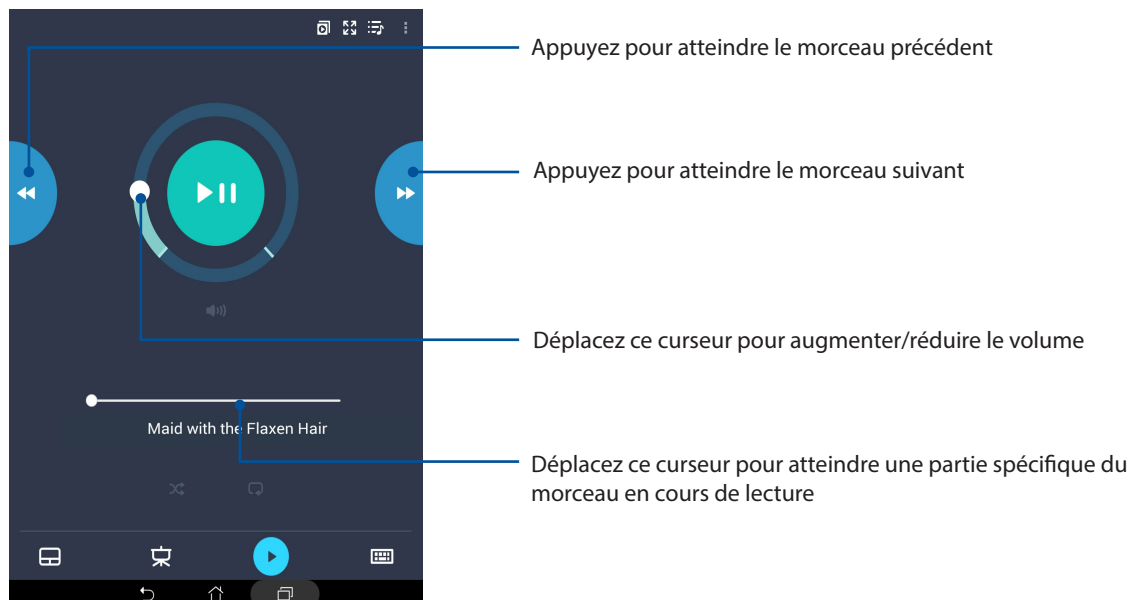 Appuyez pour atteindre le morceau précédent
Appuyez pour atteindre le morceau suivant
Déplacez ce curseur pour augmenter/réduire le volume
Maid with the Flaxen Hair
Déplacez ce curseur pour atteindre une partie spécifique du
morceau en cours de lecture